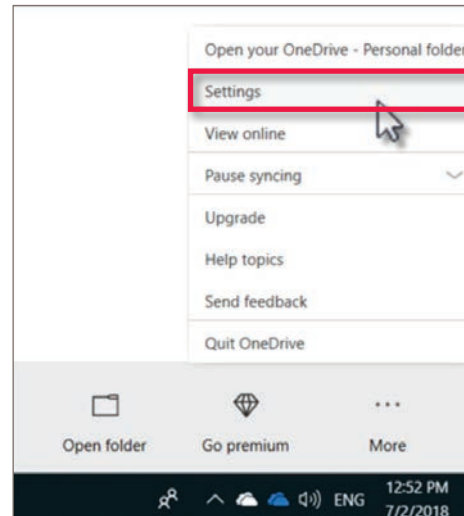 Open your OneDrive - Personal folder
Settings
View online
Pause syncing
Upgrade
Help topics
Send feedback
Quit OneDrive
Open folder Go premium More
ENG 12:52 PM
7/2/2018